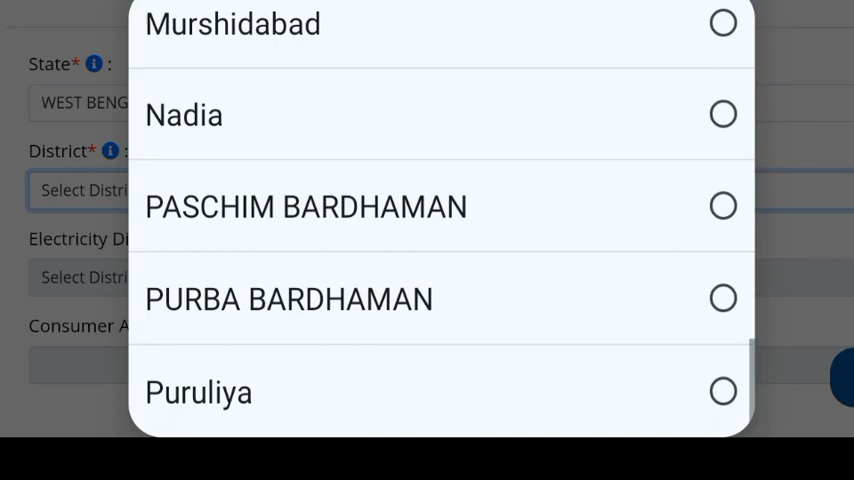 Murshidabad
State* :
WEST BENG
Nadia
District* :
Select Distri
PASCHIM BARDHAMAN
Electricity Di
Select Distri
PURBA BARDHAMAN
Consumer A
Puruliya